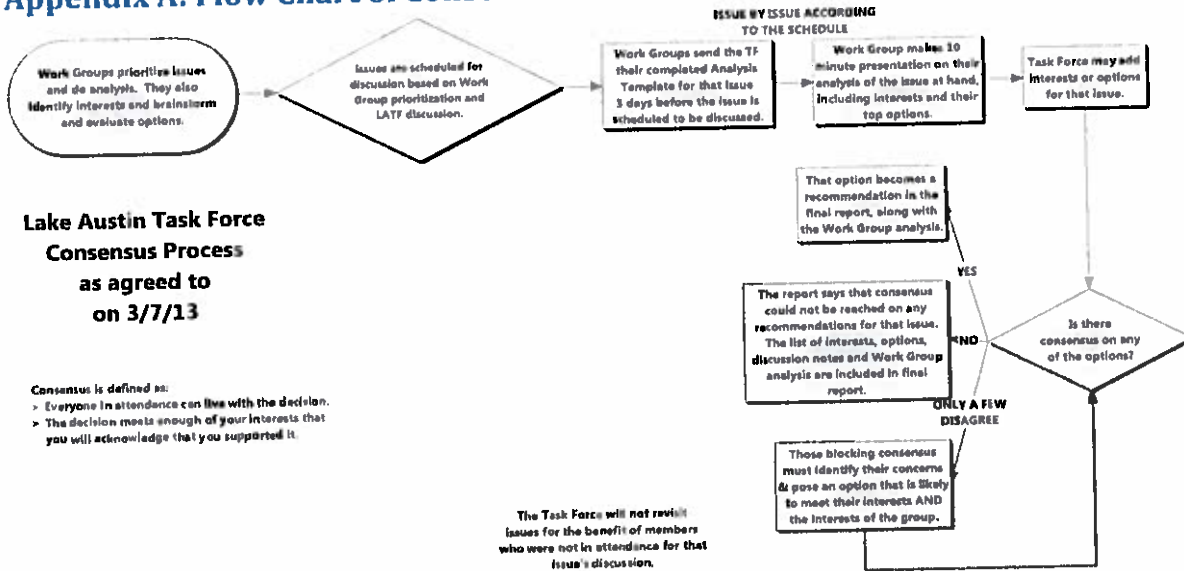 Appendix A: Flow Chart of
ISSUE BY ISSUE ACCORDING
TO THE SCHEDULE
Work Groups prioritize issues
and do analysis. They also
identify interests and brainstorm
and evaluate options.
Issues are scheduled for
discussion based on Work
Group prioritization and
LATF discussion.
Work Groups send the TF
their completed Analysis
Template for that issue
3 days before the issue is
scheduled to be discussed.
Work Group makes 10
minute presentation on their
analysis of the issue at hand,
including interests and their
top options.
Task Force may add
interests or options
for that issue.
Lake Austin Task Force
Consensus Process
as agreed to
on 3/7/13
That option becomes a
recommendation in the
final report, along with
the Work Group analysis.
YES
The report says that consensus
could not be reached on any
recommendations for that issue.
The list of interests, options,
discussion notes and Work Group
analysis are included in final
report.
NO
Is there
consensus on any
of the options?
Consensus is defined as:
> Everyone in attendance can live with the decision.
> The decision meets enough of your interests that
you will acknowledge that you supported it.
ONLY A FEW
DISAGREE
Those blocking consensus
must identify their concerns
& pose an option that is likely
to meet their interests AND
the interests of the group.
The Task Force will not revisit
issues for the benefit of members
who were not in attendance for that
issue's discussion.